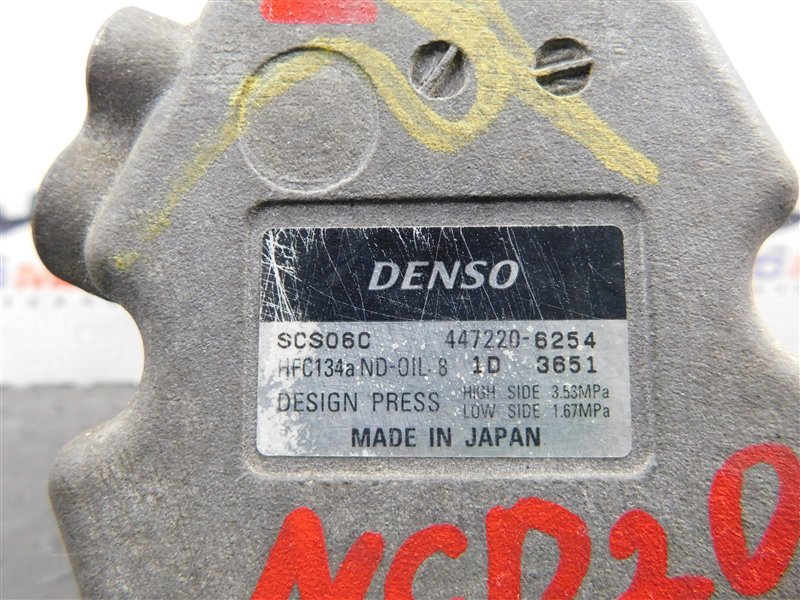 DENSO
SCS06C 447220-6254
HFC134a ND-OIL 8 1D 3651
DESIGN PRESS HIGH SIDE 3.53MPa
LOW SIDE 1.67MPa
MADE IN JAPAN
NCP20